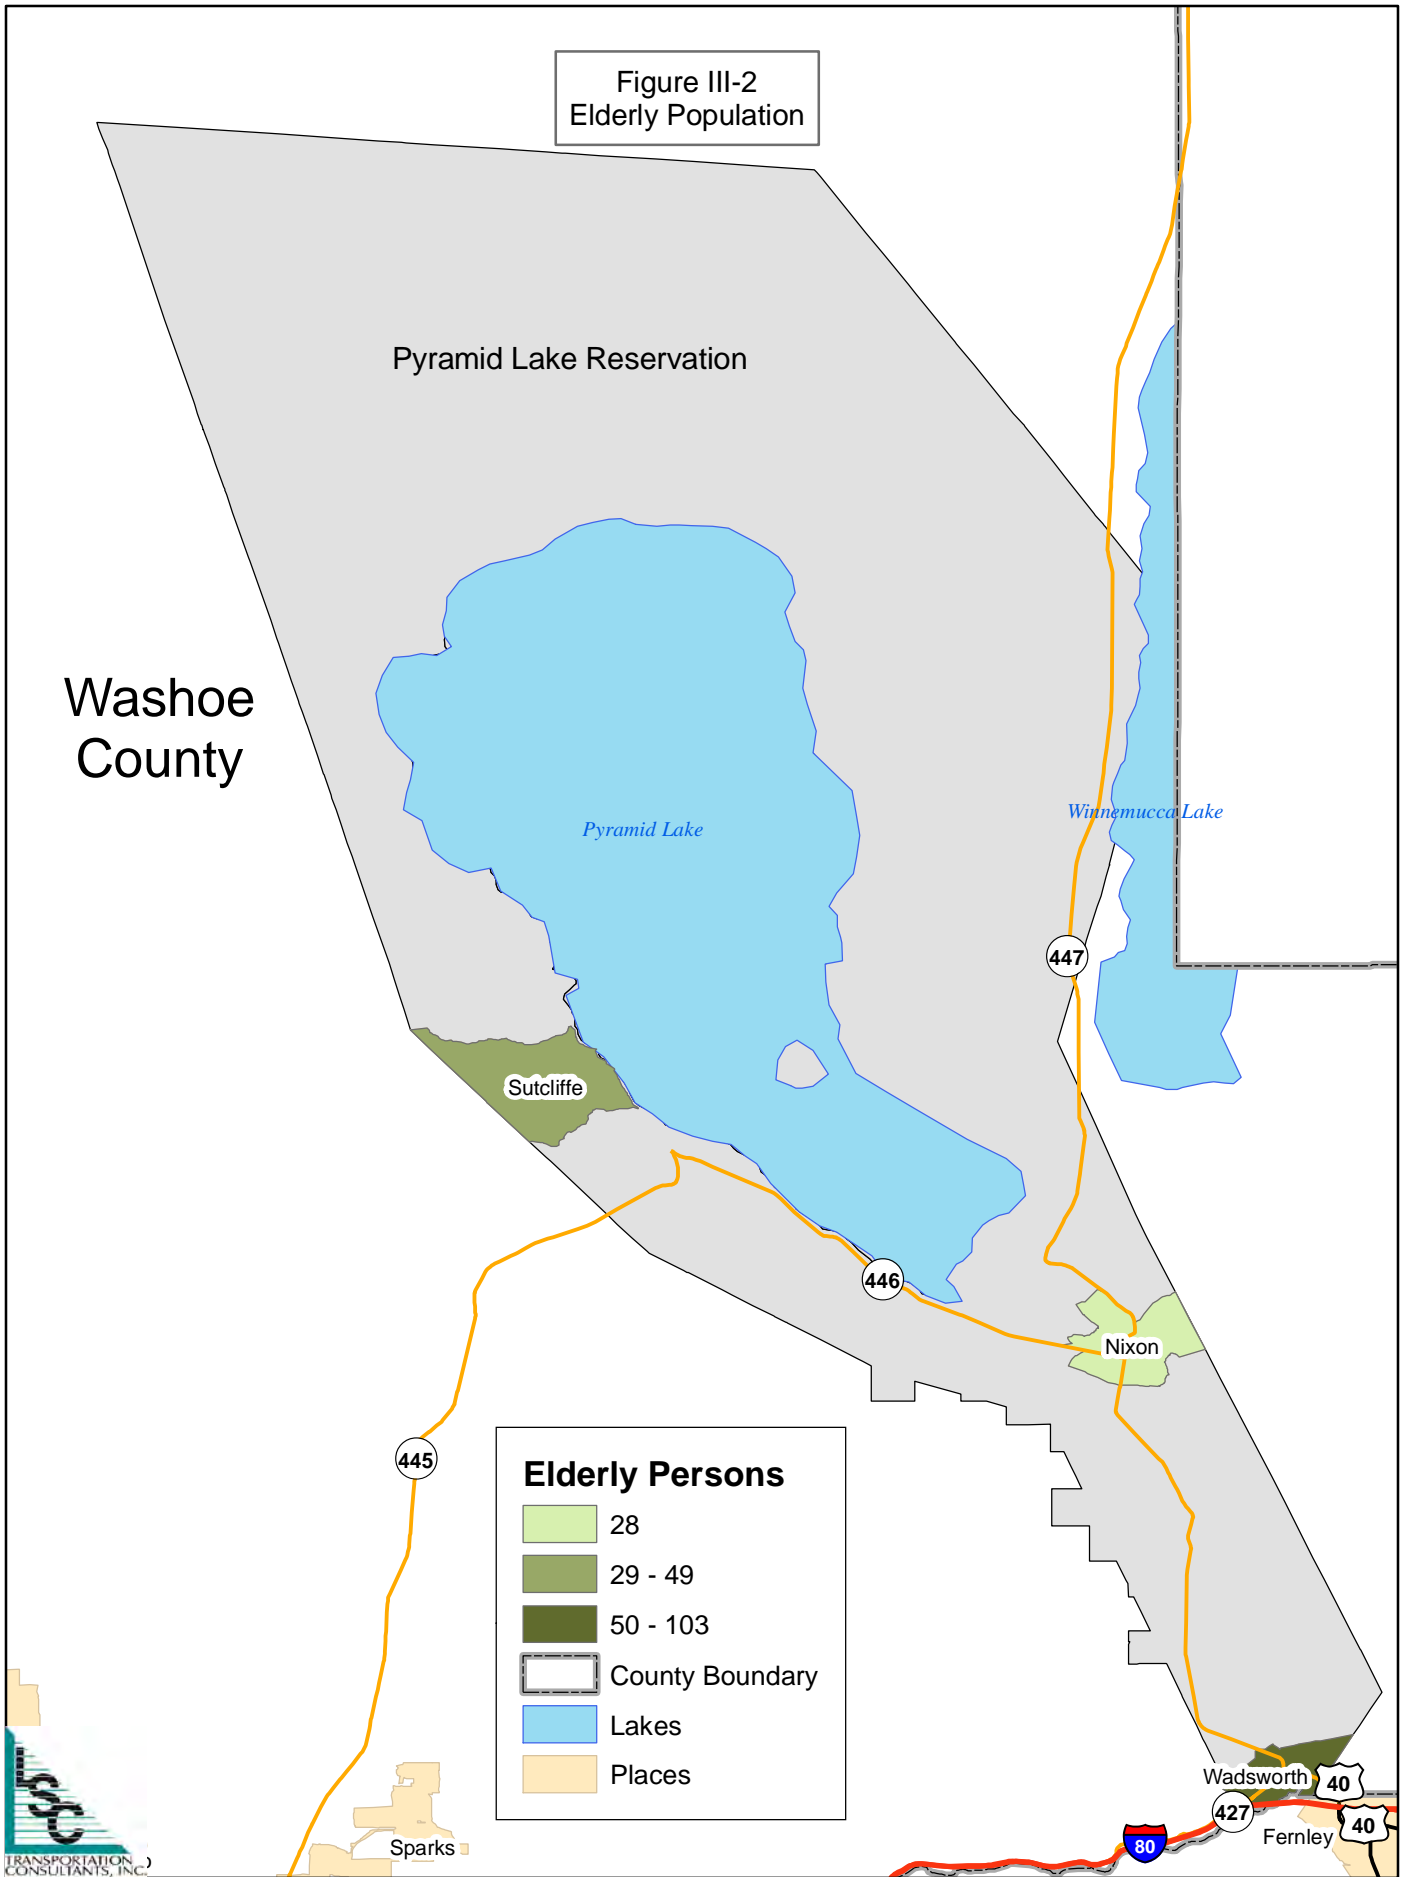 Figure III-2
Elderly Population
Pyramid Lake Reservation
Washoe
County
Pyramid Lake
Winnemucca Lake
447
Sutcliffe
446
Nixon
445
Elderly Persons
28
29 - 49
50 - 103
County Boundary
Lakes
Places
Wadsworth
40
427
40
Fernley
80
Sparks
LSC
TRANSPORTATION
CONSULTANTS, INC.